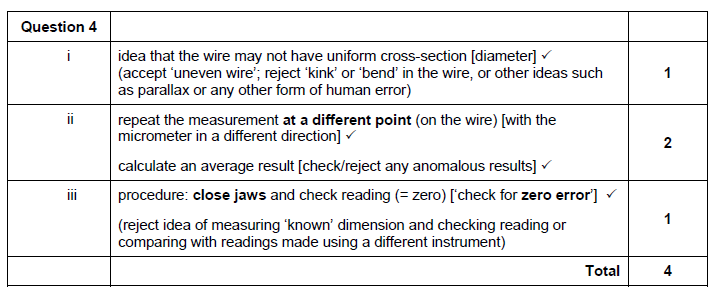 Question 4
i
idea that the wire may not have uniform cross-section [diameter] ✓
(accept ‘uneven wire’; reject ‘kink’ or ‘bend’ in the wire, or other ideas such
as parallax or any other form of human error)
1
ii
repeat the measurement at a different point (on the wire) [with the
micrometer in a different direction] ✓
calculate an average result [check/reject any anomalous results] ✓
2
iii
procedure: close jaws and check reading (= zero) [‘check for zero error’] ✓
(reject idea of measuring ‘known’ dimension and checking reading or
comparing with readings made using a different instrument)
1
Total
4